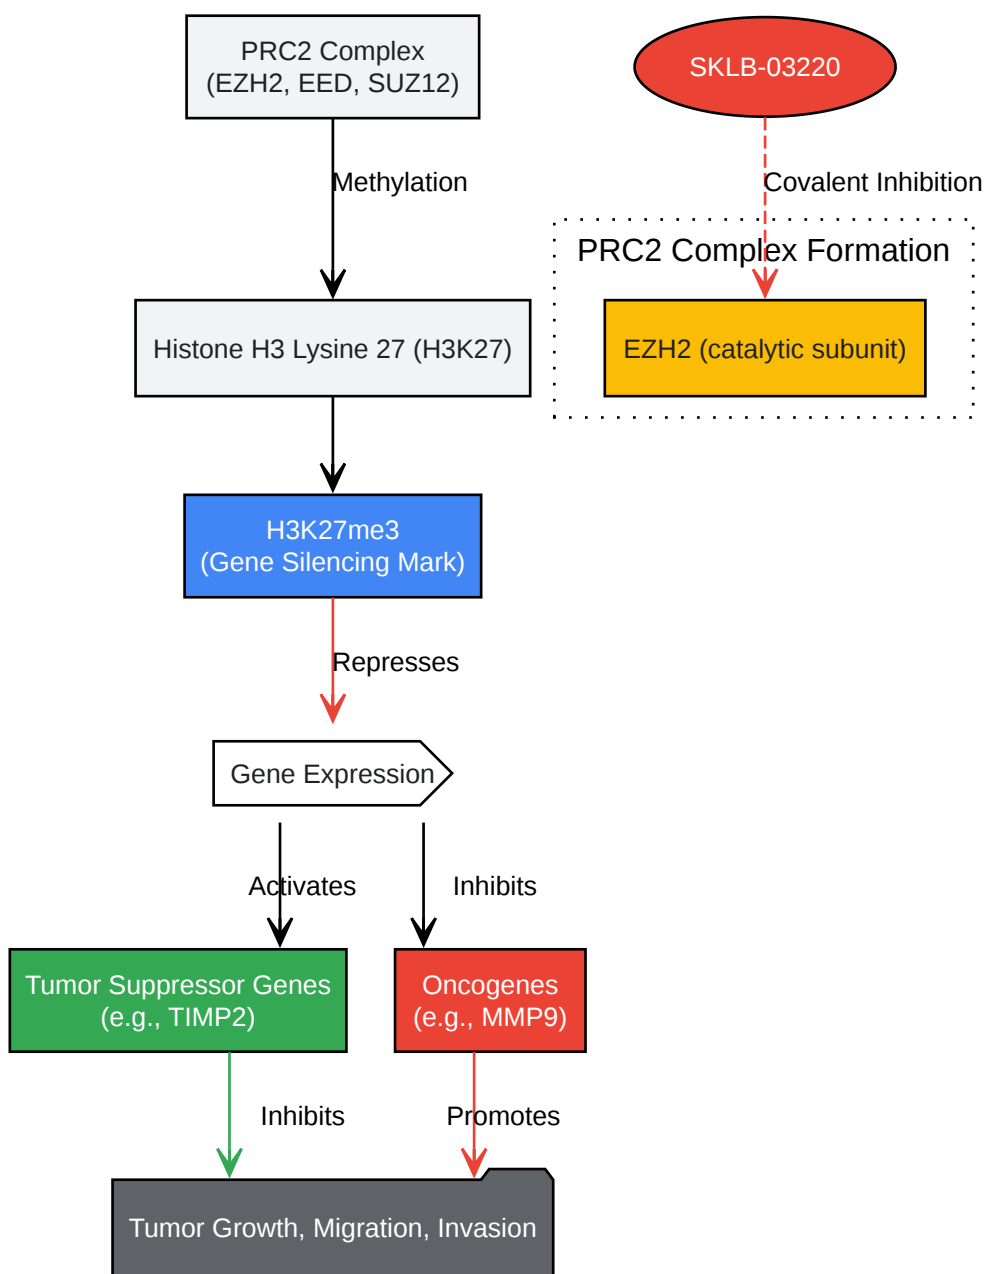 PRC2 Complex
(EZH2, EED, SUZ12)
SKLB-03220
Methylation
Covalent Inhibition
PRC2 Complex Formation
Histone H3 Lysine 27 (H3K27)
EZH2 (catalytic subunit)
H3K27me3
(Gene Silencing Mark)
Represses
Gene Expression
Activates
Inhibits
Tumor Suppressor Genes
(e.g., TIMP2)
Oncogenes
(e.g., MMP9)
Inhibits
Promotes
Tumor Growth, Migration, Invasion